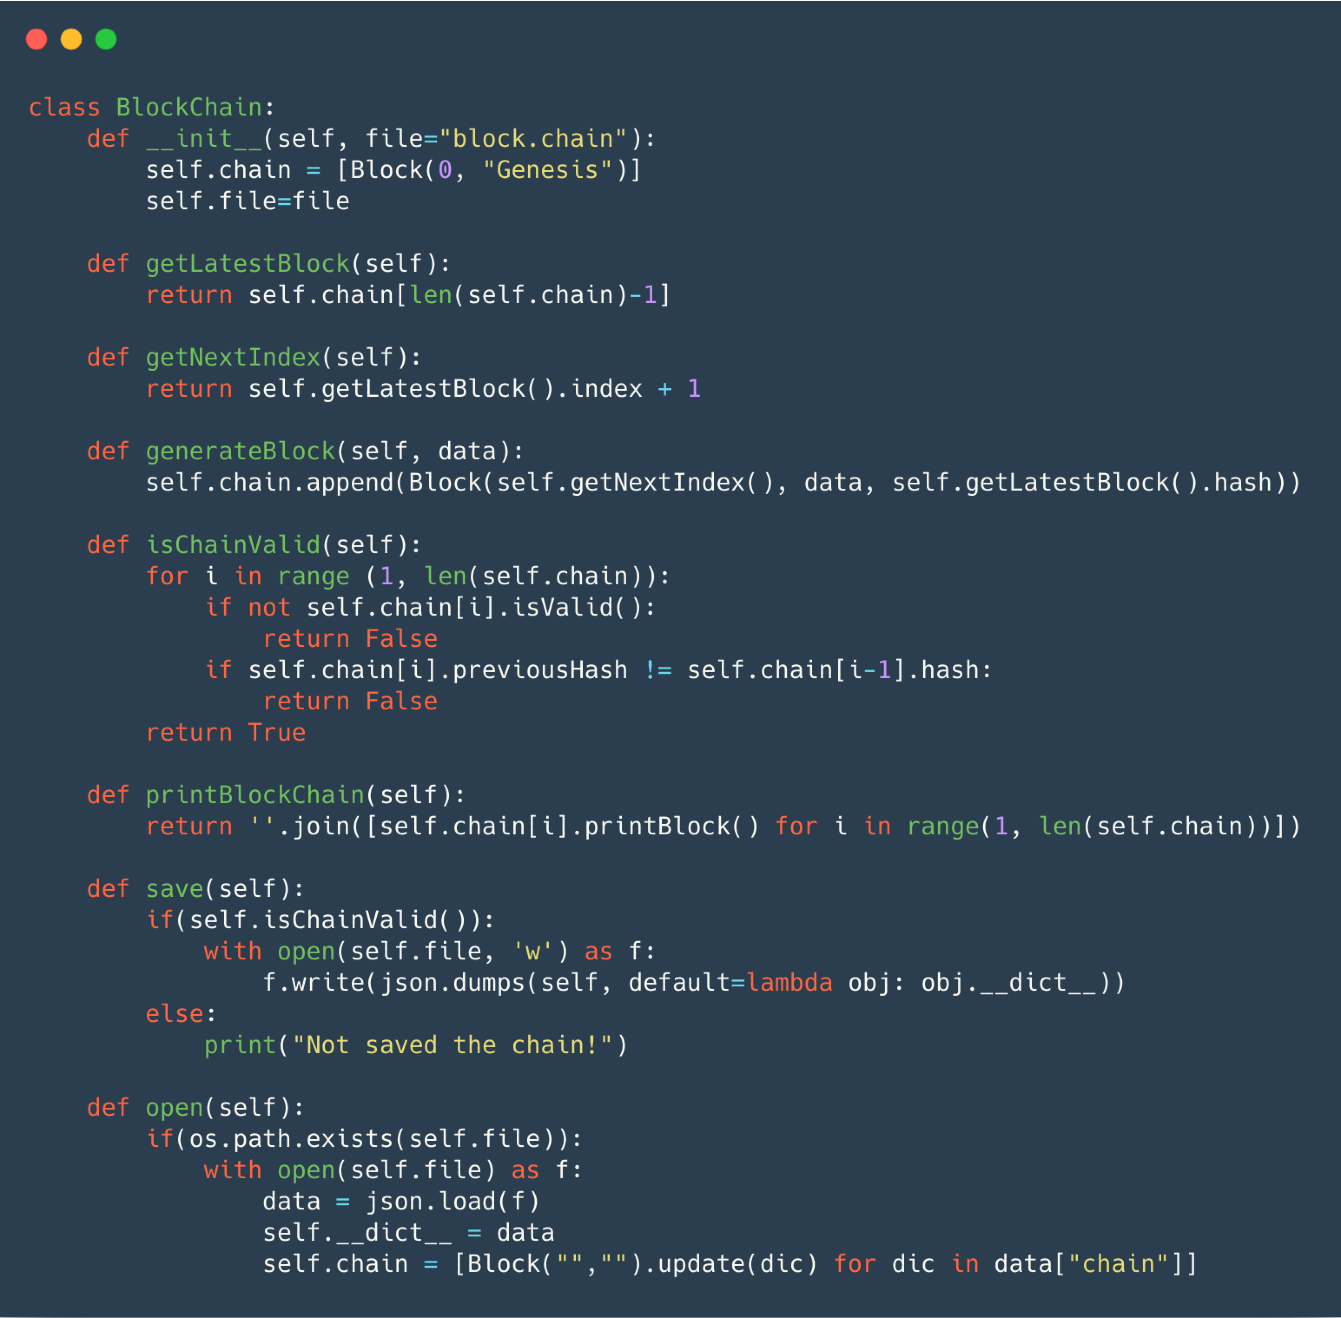 class BlockChain:
    def __init__(self, file="block.chain"):
        self.chain = [Block(0, "Genesis")]
        self.file=file

    def getLatestBlock(self):
        return self.chain[len(self.chain)-1]

    def getNextIndex(self):
        return self.getLatestBlock().index + 1

    def generateBlock(self, data):
        self.chain.append(Block(self.getNextIndex(), data, self.getLatestBlock().hash))

    def isChainValid(self):
        for i in range (1, len(self.chain)):
            if not self.chain[i].isValid():
                return False
            if self.chain[i].previousHash != self.chain[i-1].hash:
                return False
        return True

    def printBlockChain(self):
        return ''.join([self.chain[i].printBlock() for i in range(1, len(self.chain))])

    def save(self):
        if(self.isChainValid()):
            with open(self.file, 'w') as f:
                f.write(json.dumps(self, default=lambda obj: obj.__dict__))
        else:
            print("Not saved the chain!")

    def open(self):
        if(os.path.exists(self.file)):
            with open(self.file) as f:
                data = json.load(f)
                self.__dict__ = data
                self.chain = [Block("","").update(dic) for dic in data["chain"]]